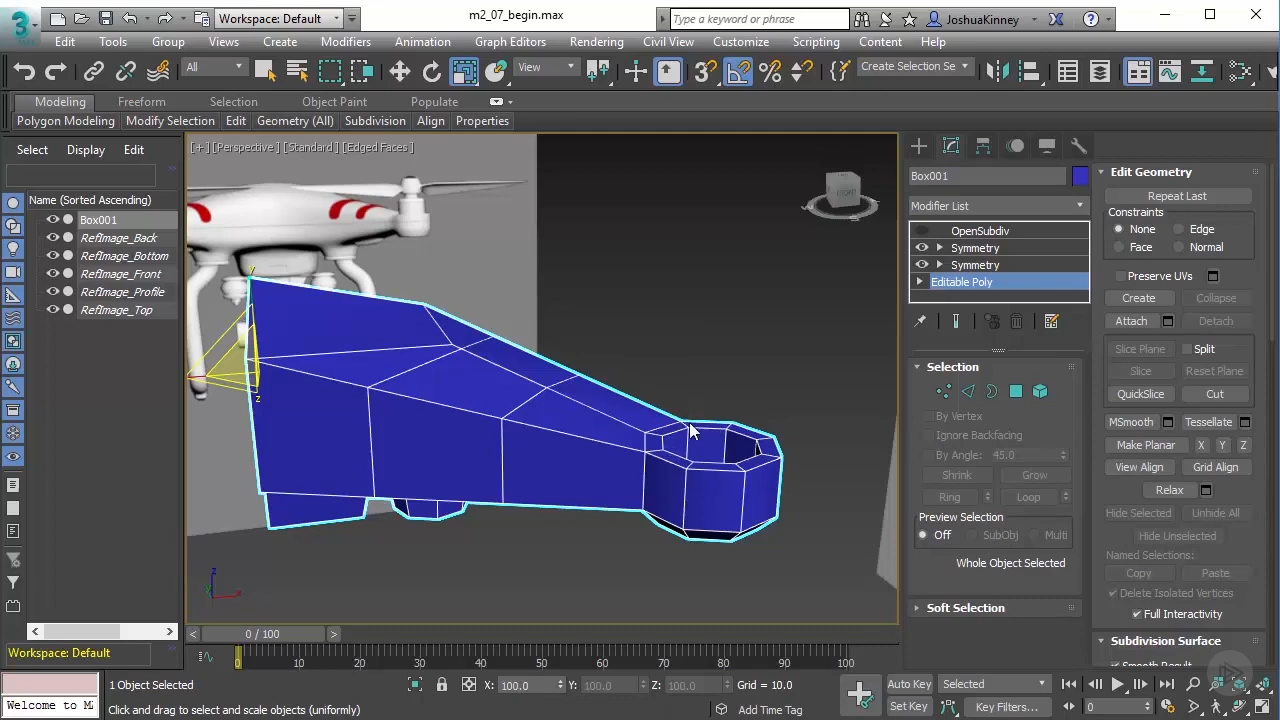 Workspace: Default
m2_07_begin.max
Type a keyword or phrase
JoshuaKinney
Edit Tools Group Views Create Modifiers Animation Graph Editors Rendering Civil View Customize Scripting Content Help
All
View
Create Selection Se
Modeling Freeform Selection Object Paint Populate
Polygon Modeling Modify Selection Edit Geometry (All) Subdivision Align Properties
Select Display Edit
Name (Sorted Ascending)
Box001
RefImage_Back
RefImage_Bottom
RefImage_Front
RefImage_Profile
RefImage_Top
[+] [Perspective] [Standard] [Edged Faces]
FRONT
y
z
z
x
Box001
Modifier List
OpenSubdiv
Symmetry
Symmetry
Editable Poly
Selection
By Vertex
Ignore Backfacing
By Angle: 45.0
Shrink Grow
Ring Loop
Preview Selection
Off SubObj Multi
Whole Object Selected
Soft Selection
Edit Geometry
Repeat Last
Constraints
None Edge
Face Normal
Preserve UVs
Create Collapse
Attach Detach
Slice Plane Split
Slice Reset Plane
QuickSlice Cut
MSmooth Tessellate
Make Planar X Y Z
View Align Grid Align
Relax
Hide Selected Unhide All
Hide Unselected
Named Selections:
Copy Paste
Delete Isolated Vertices
Full Interactivity
Subdivision Surface
Smooth Result
0 / 100
0 10 20 30 40 50 60 70 80 90 100
Workspace: Default
1 Object Selected
X: 100.0 Y: 100.0 Z: 100.0 Grid = 10.0
Auto Key Selected
Welcome to M
Click and drag to select and scale objects (uniformly)
Add Time Tag
Set Key Key Filters...
0